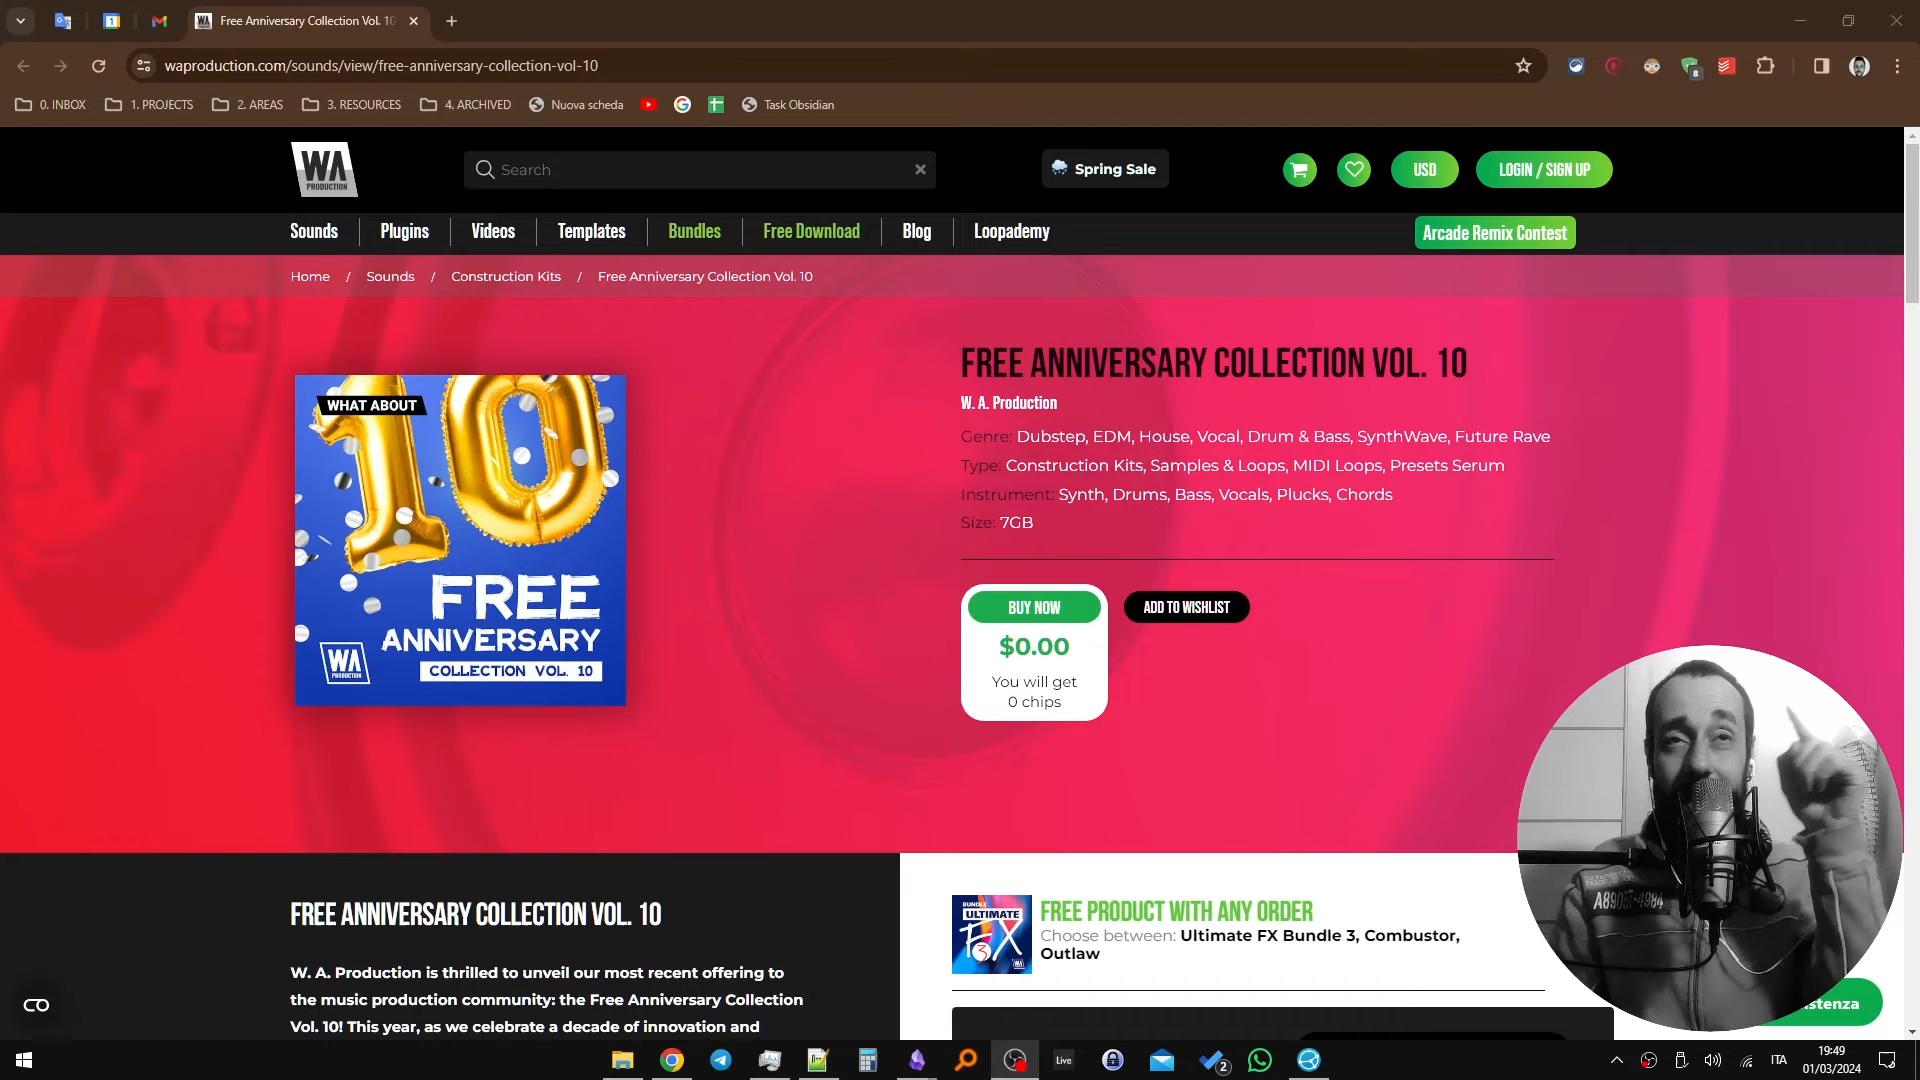 Free Anniversary Collection Vol. 10
waproduction.com/sounds/view/free-anniversary-collection-vol-10
8
0. INBOX
1. PROJECTS
2. AREAS
3. RESOURCES
4. ARCHIVED
Nuova scheda
Task Obsidian
WA
PRODUCTION
Search
Spring Sale
USD
LOGIN / SIGN UP
Sounds
Plugins
Videos
Templates
Bundles
Free Download
Blog
Loopademy
Arcade Remix Contest
Home / Sounds / Construction Kits / Free Anniversary Collection Vol. 10
WHAT ABOUT
10
FREE
ANNIVERSARY
COLLECTION VOL. 10
WA
PRODUCTION
FREE ANNIVERSARY COLLECTION VOL. 10
W. A. Production
Genre: Dubstep, EDM, House, Vocal, Drum & Bass, SynthWave, Future Rave
Type: Construction Kits, Samples & Loops, MIDI Loops, Presets Serum
Instrument: Synth, Drums, Bass, Vocals, Plucks, Chords
Size: 7GB
BUY NOW
$0.00
You will get
0 chips
ADD TO WISHLIST
FREE ANNIVERSARY COLLECTION VOL. 10
W. A. Production is thrilled to unveil our most recent offering to
the music production community: the Free Anniversary Collection
Vol. 10! This year, as we celebrate a decade of innovation and
BUNDLE
ULTIMATE
FX
3
FREE PRODUCT WITH ANY ORDER
Choose between: Ultimate FX Bundle 3, Combustor,
Outlaw
stenza
Live
2
ITA
19:49
01/03/2024